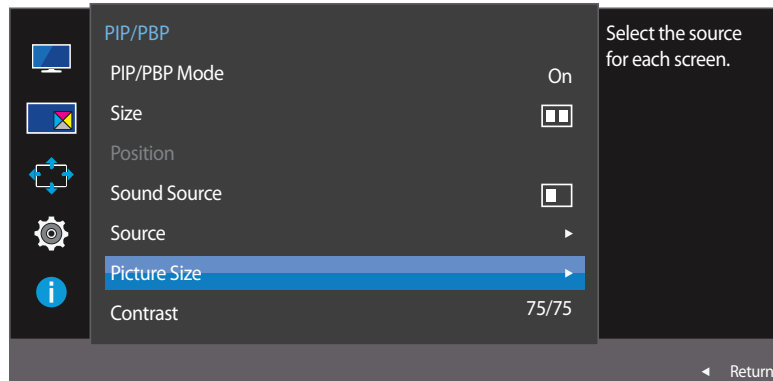 PIP/PBP
PIP/PBP Mode On
Size
Position
Sound Source
Source
Picture Size
Contrast 75/75
Select the source
for each screen.
Return